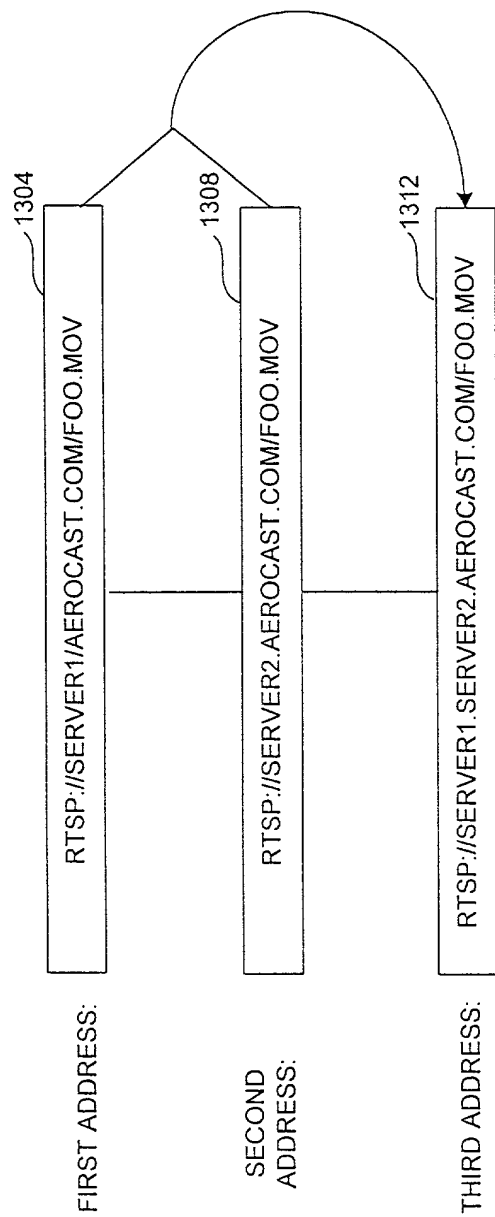 FIRST ADDRESS:
RTSP://SERVER1/AEROCAST.COM/FOO.MOV
1304
SECOND
ADDRESS:
RTSP://SERVER2.AEROCAST.COM/FOO.MOV
1308
THIRD ADDRESS:
RTSP://SERVER1.SERVER2.AEROCAST.COM/FOO.MOV
1312